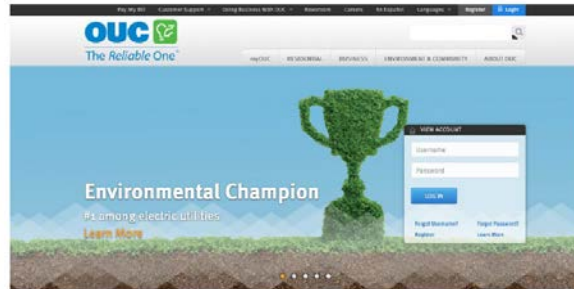 Pay My Bill Customer Support Doing Business With OUC Newsroom Careers En Español Languages Register Login
OUC
The Reliable One
myOUC RESIDENTIAL BUSINESS ENVIRONMENT & COMMUNITY ABOUT OUC
VIEW ACCOUNT
Username
Password
LOG IN
Forgot Username? Forgot Password?
Register Learn More
Environmental Champion
#1 among electric utilities
Learn More